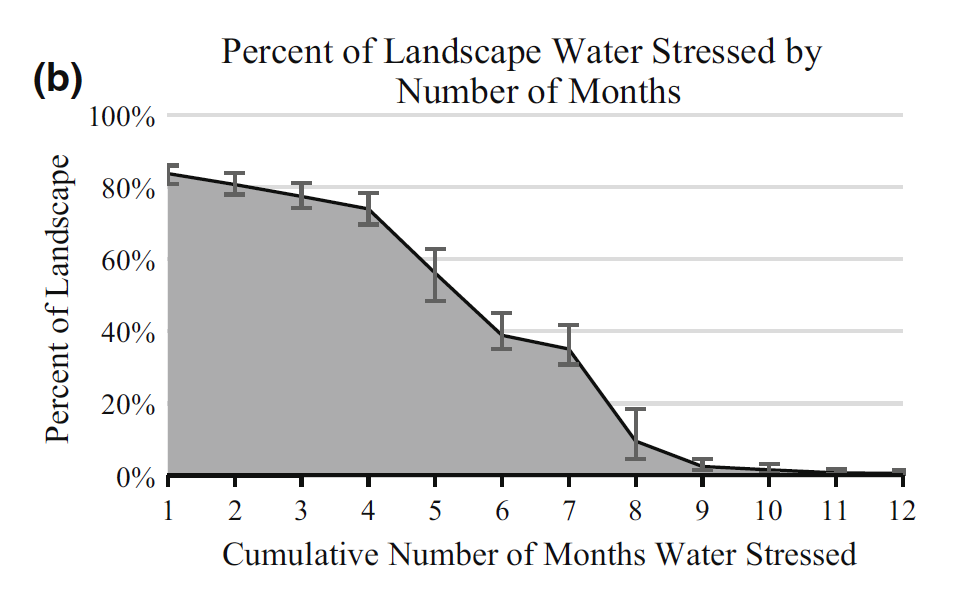 (b)
Percent of Landscape Water Stressed by
Number of Months
Percent of Landscape
100%
80%
60%
40%
20%
0%
1 2 3 4 5 6 7 8 9 10 11 12
Cumulative Number of Months Water Stressed